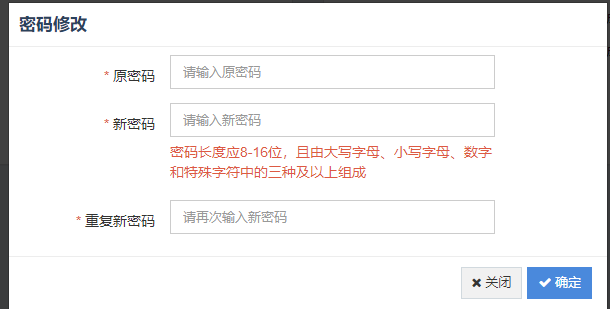 密码修改
* 原密码 请输入原密码
* 新密码 请输入新密码
密码长度应8-16位，且由大写字母、小写字母、数字
和特殊字符中的三种及以上组成
* 重复新密码 请再次输入新密码
关闭 确定